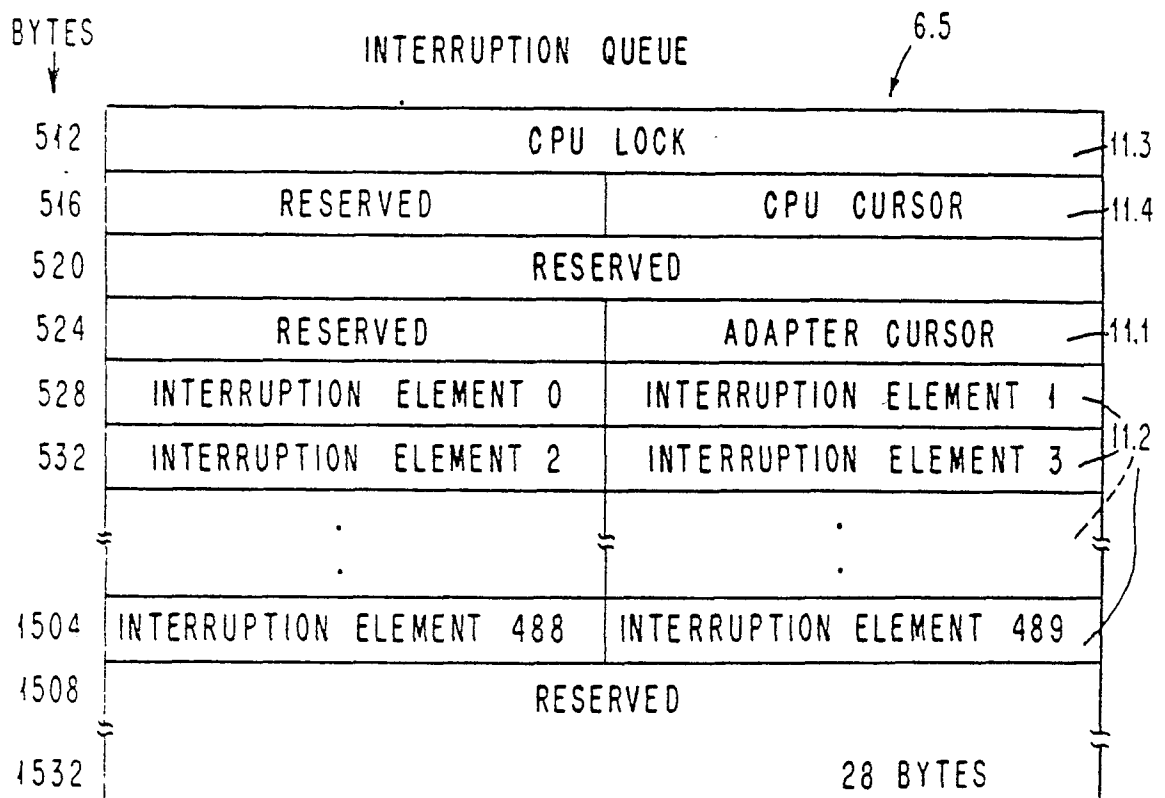 BYTES
INTERRUPTION QUEUE
6.5
512 CPU LOCK 11.3
516 RESERVED CPU CURSOR 11.4
520 RESERVED
524 RESERVED ADAPTER CURSOR 11.1
528 INTERRUPTION ELEMENT 0 INTERRUPTION ELEMENT 1
11.2
532 INTERRUPTION ELEMENT 2 INTERRUPTION ELEMENT 3
1504 INTERRUPTION ELEMENT 488 INTERRUPTION ELEMENT 489
1508 RESERVED
1532 28 BYTES